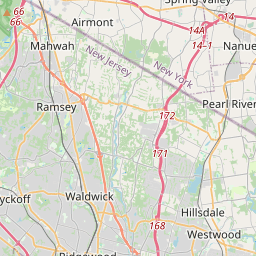 Spring Valley
Airmont
14
66
66
14A
Mahwah
14-1
Nanue
New Jersey
New York
Ramsey
Pearl River
172
171
Waldwick
yckoff
Hillsdale
168
Westwood
Ridgewood